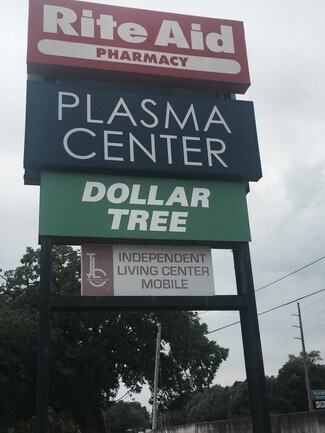 Rite Aid
PHARMACY
PLASMA
CENTER
DOLLAR
TREE
INDEPENDENT
LIVING CENTER
MOBILE